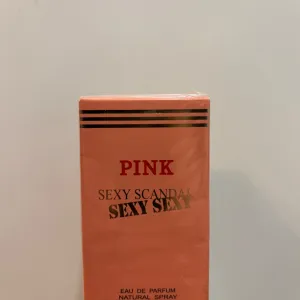 PINK
SEXY SCANDAL
SEXY SEXY
EAU DE PARFUM
NATURAL SPRAY